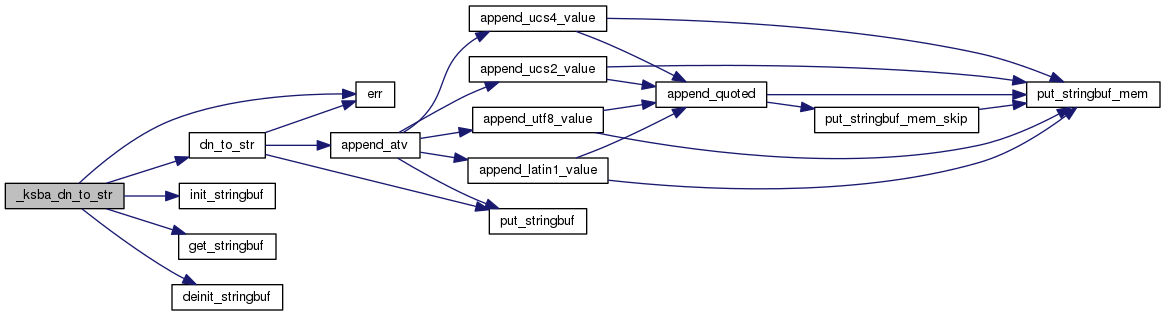 _ksba_dn_to_str
err
dn_to_str
init_stringbuf
get_stringbuf
deinit_stringbuf
append_atv
append_ucs4_value
append_ucs2_value
append_utf8_value
append_latin1_value
put_stringbuf
append_quoted
put_stringbuf_mem_skip
put_stringbuf_mem